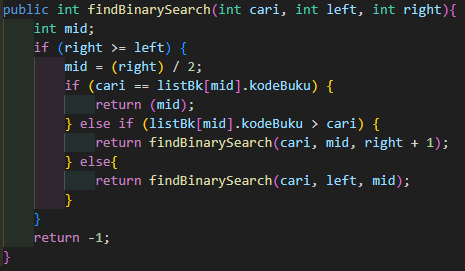 public int findBinarySearch(int cari, int left, int right){
    int mid;
    if (right >= left) {
        mid = (right) / 2;
        if (cari == listBk[mid].kodeBuku) {
            return (mid);
        } else if (listBk[mid].kodeBuku > cari) {
            return findBinarySearch(cari, mid, right + 1);
        } else{
            return findBinarySearch(cari, left, mid);
        }
    }
    return -1;
}